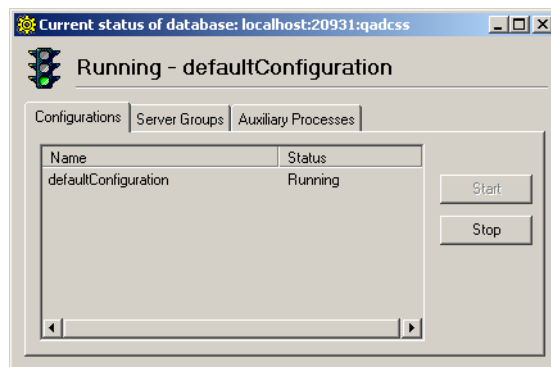 Current status of database: localhost:20931:qadcss
Running - defaultConfiguration
Configurations Server Groups Auxiliary Processes
Name Status
defaultConfiguration Running
Start
Stop